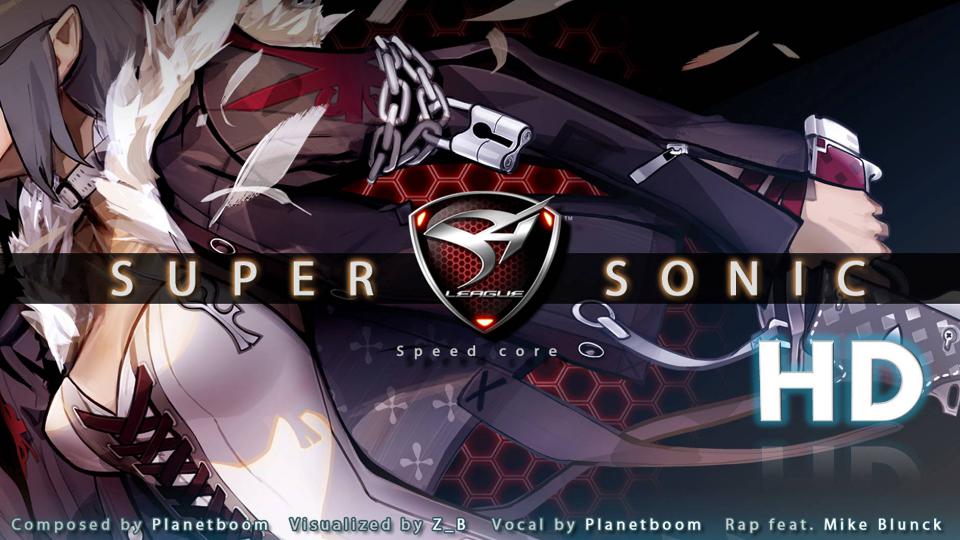 SUPER SONIC
S4
LEAGUE
TM
Speed core
HD
Composed by Planetboom Visualized by Z_B Vocal by Planetboom Rap feat. Mike Blunck